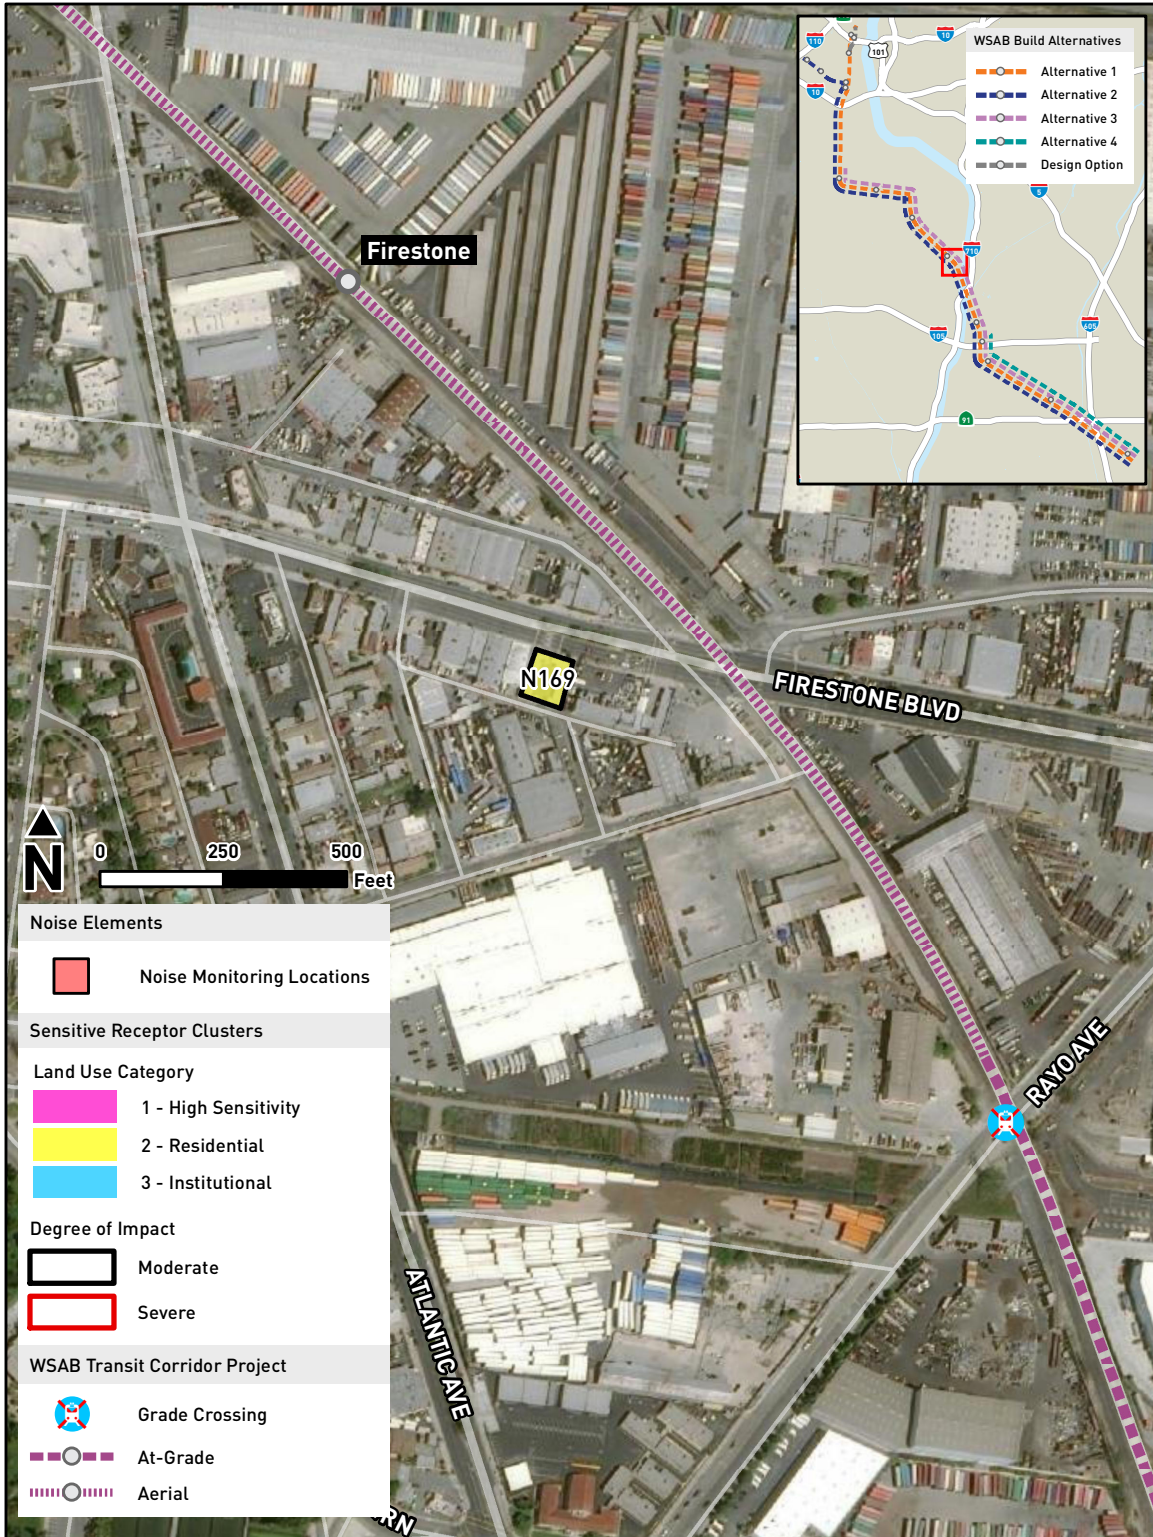 Firestone
N169
FIRESTONE BLVD
RAYO AVE
ATLANTIC AVE
RN
WSAB Build Alternatives
Alternative 1
Alternative 2
Alternative 3
Alternative 4
Design Option
110
101
10
10
5
710
105
605
91
N
0 250 500
Feet
Noise Elements
Noise Monitoring Locations
Sensitive Receptor Clusters
Land Use Category
1 - High Sensitivity
2 - Residential
3 - Institutional
Degree of Impact
Moderate
Severe
WSAB Transit Corridor Project
Grade Crossing
At-Grade
Aerial